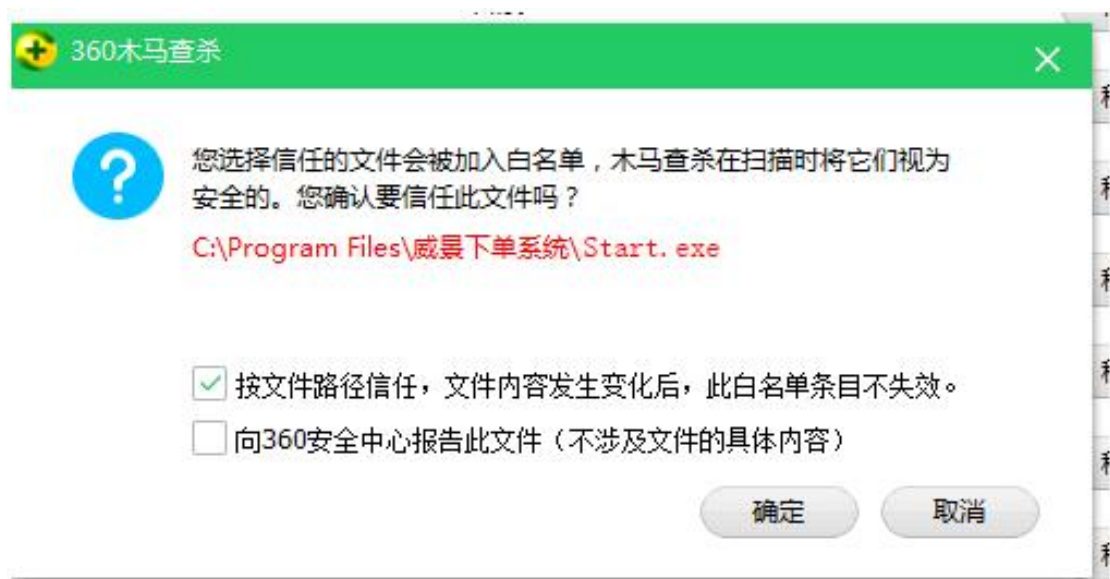 360木马查杀
您选择信任的文件会被加入白名单，木马查杀在扫描时将它们视为
安全的。您确认要信任此文件吗？
C:\Program Files\威景下单系统\Start.exe
按文件路径信任，文件内容发生变化后，此白名单条目不失效。
向360安全中心报告此文件（不涉及文件的具体内容）
确定 取消